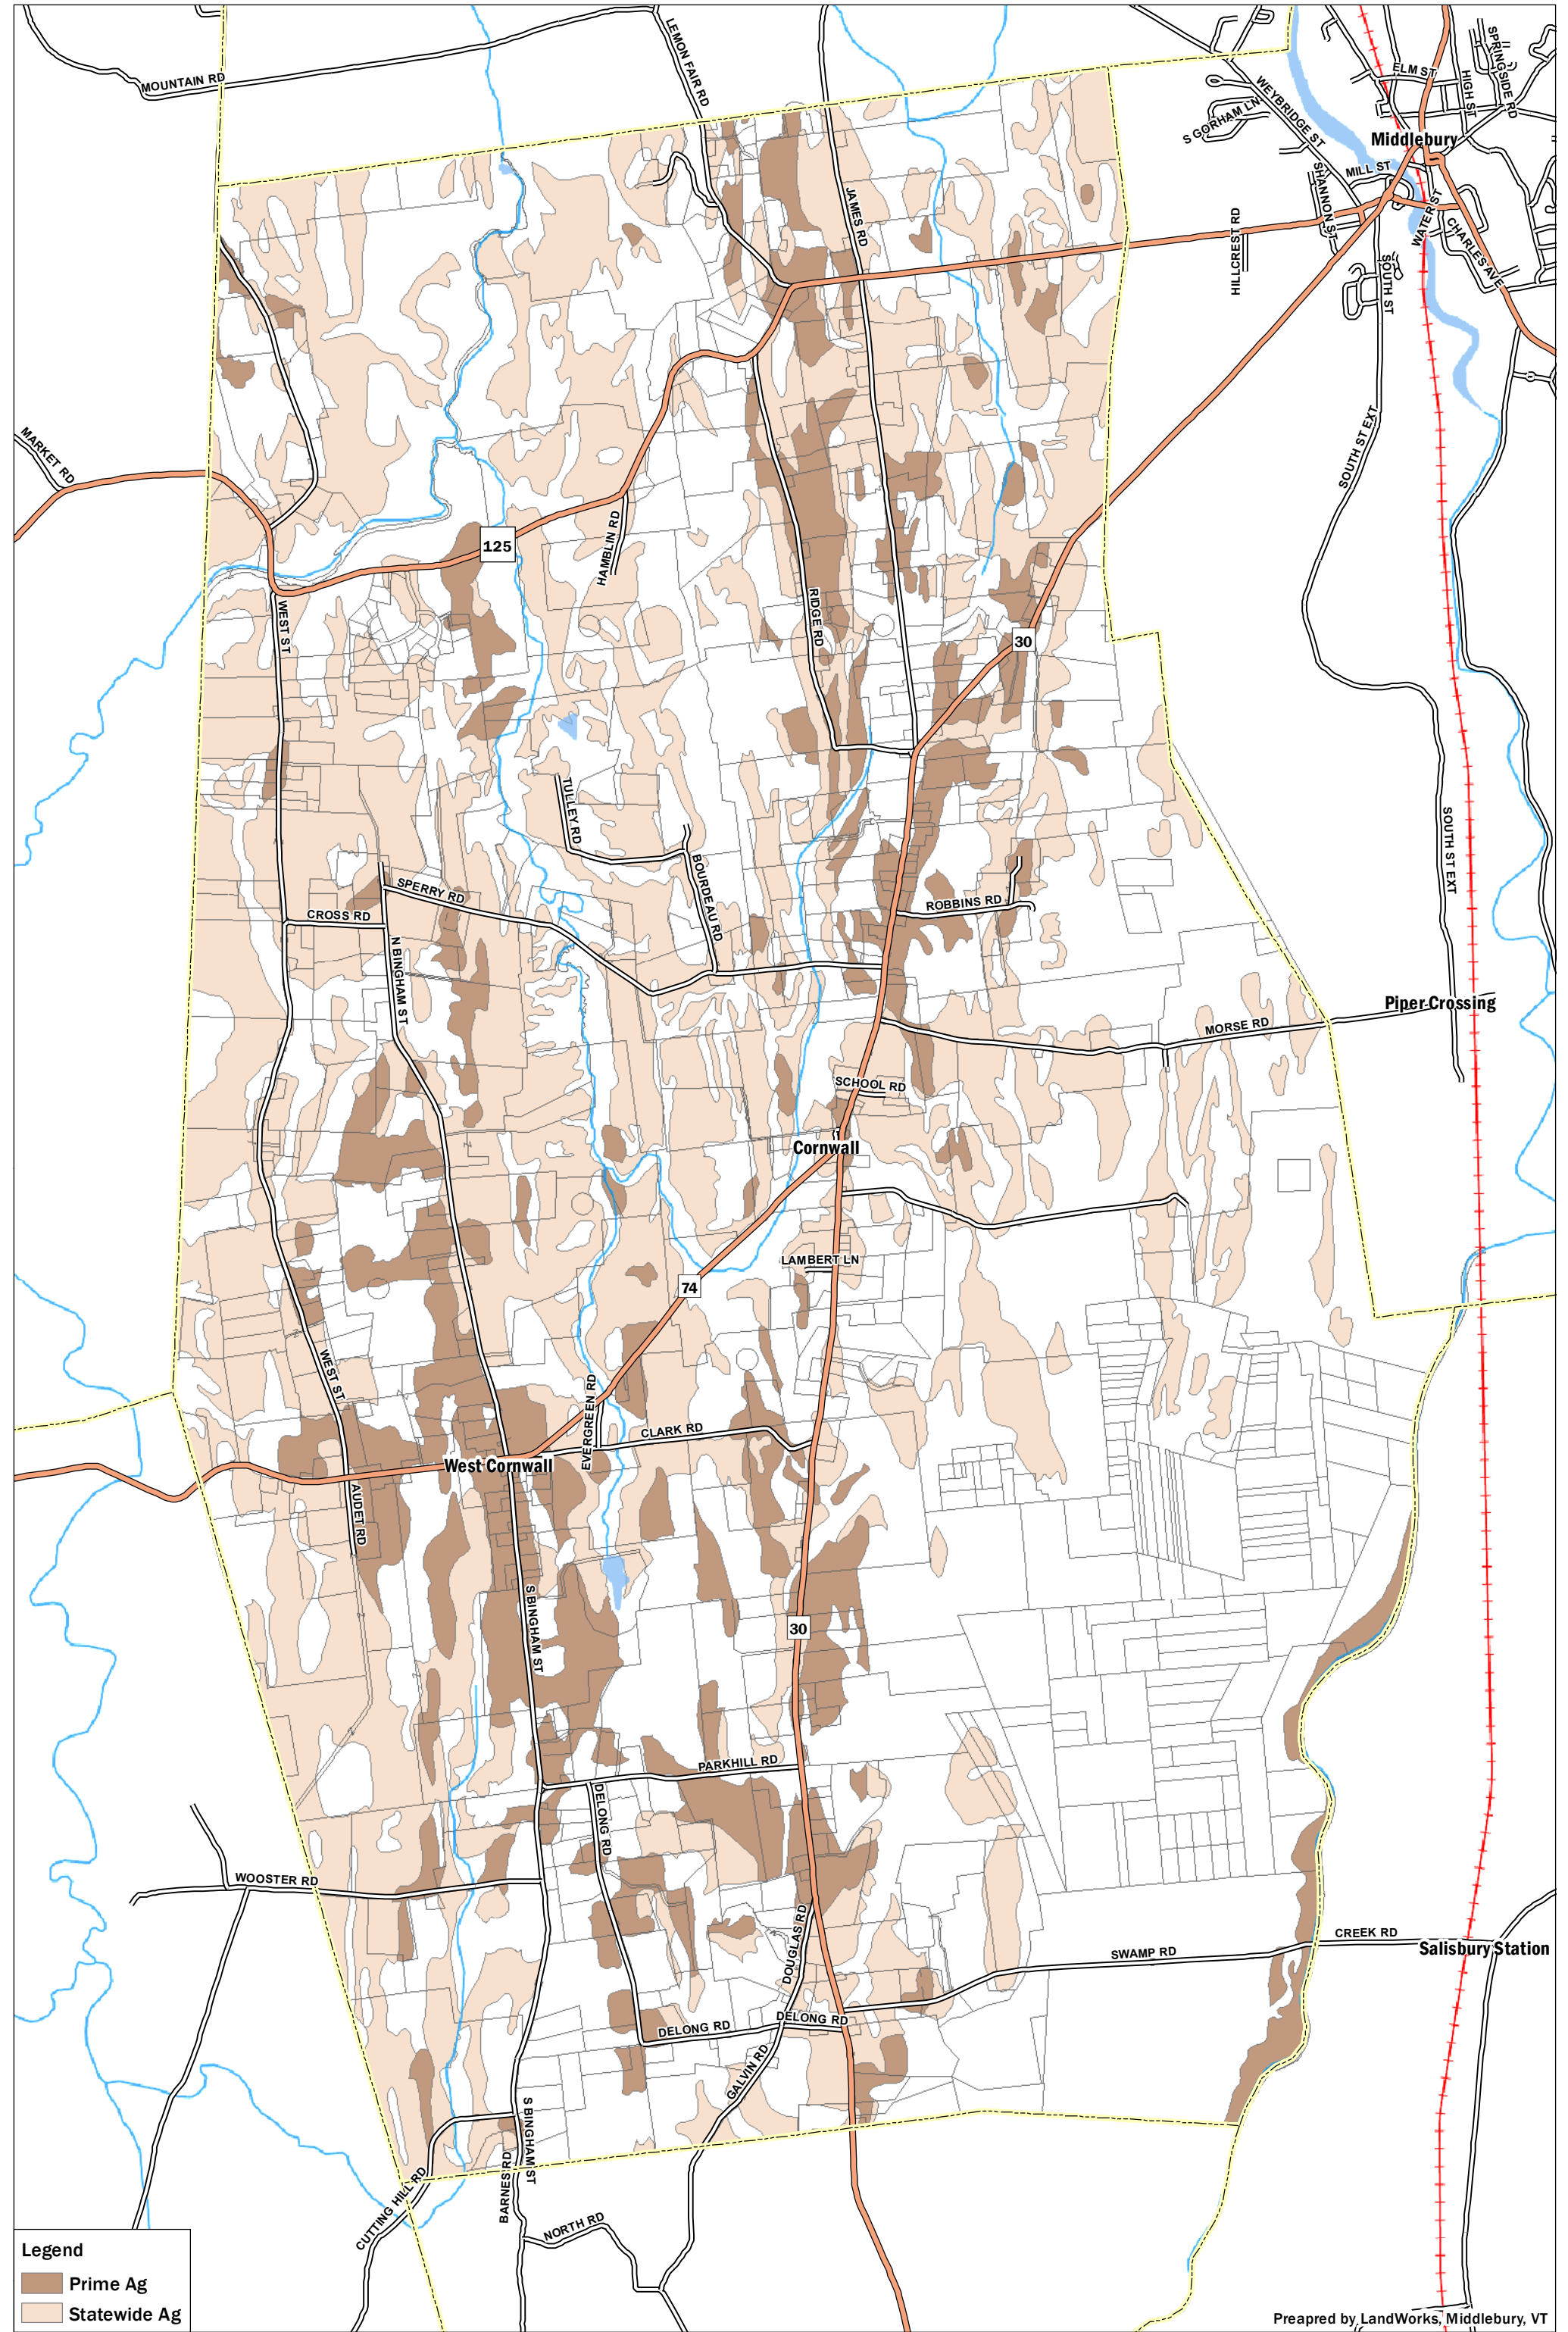 MOUNTAIN RD
LEMON FAIR RD
ELM ST
HIGH ST
SPRINGSIDE RD
WEYBRIDGE ST
S GORHAM LN
Middlebury
MILL ST
SHANNON ST
WATER ST
CHARLES AVE
JAMES RD
HILLCREST RD
SOUTH ST
MARKET RD
SOUTH ST EXT
125
HAMBLIN RD
WEST ST
RIDGE RD
30
TULLEY RD
SOUTH ST EXT
BOURDEAU RD
SPERRY RD
CROSS RD
ROBBINS RD
N BINGHAM ST
Piper Crossing
MORSE RD
SCHOOL RD
Cornwall
LAMBERT LN
74
WEST ST
EVERGREEN RD
CLARK RD
West Cornwall
AUDET RD
S BINGHAM ST
30
PARKHILL RD
DELONG RD
WOOSTER RD
DOUGLAS RD
CREEK RD
SWAMP RD
Salisbury Station
DELONG RD
DELONG RD
GALVIN RD
S BINGHAM ST
BARNES RD
CUTTING HILL RD
NORTH RD
Legend
Prime Ag
Statewide Ag
Preapred by LandWorks, Middlebury, VT